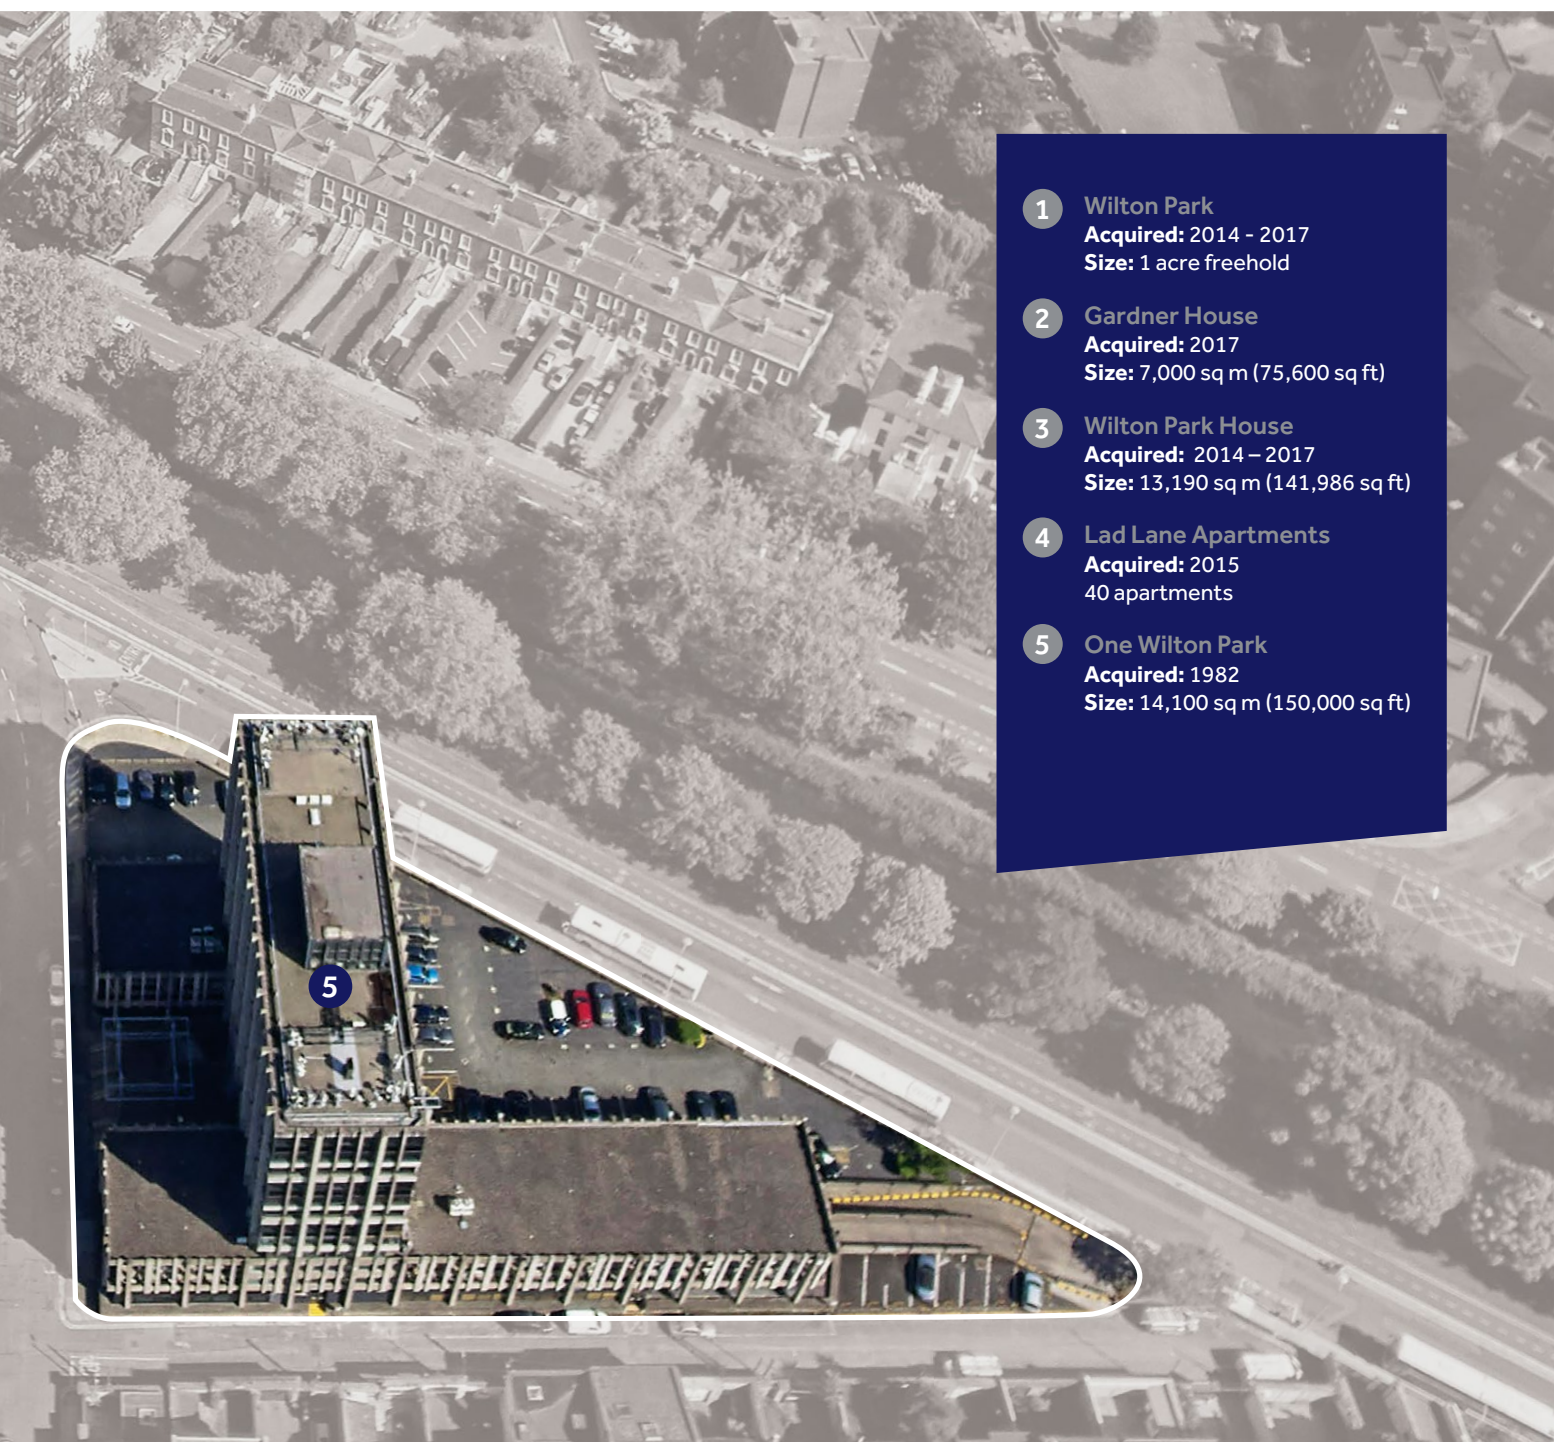 1 Wilton Park
Acquired: 2014 - 2017
Size: 1 acre freehold
2 Gardner House
Acquired: 2017
Size: 7,000 sq m (75,600 sq ft)
3 Wilton Park House
Acquired: 2014 – 2017
Size: 13,190 sq m (141,986 sq ft)
4 Lad Lane Apartments
Acquired: 2015
40 apartments
5 One Wilton Park
Acquired: 1982
Size: 14,100 sq m (150,000 sq ft)
5